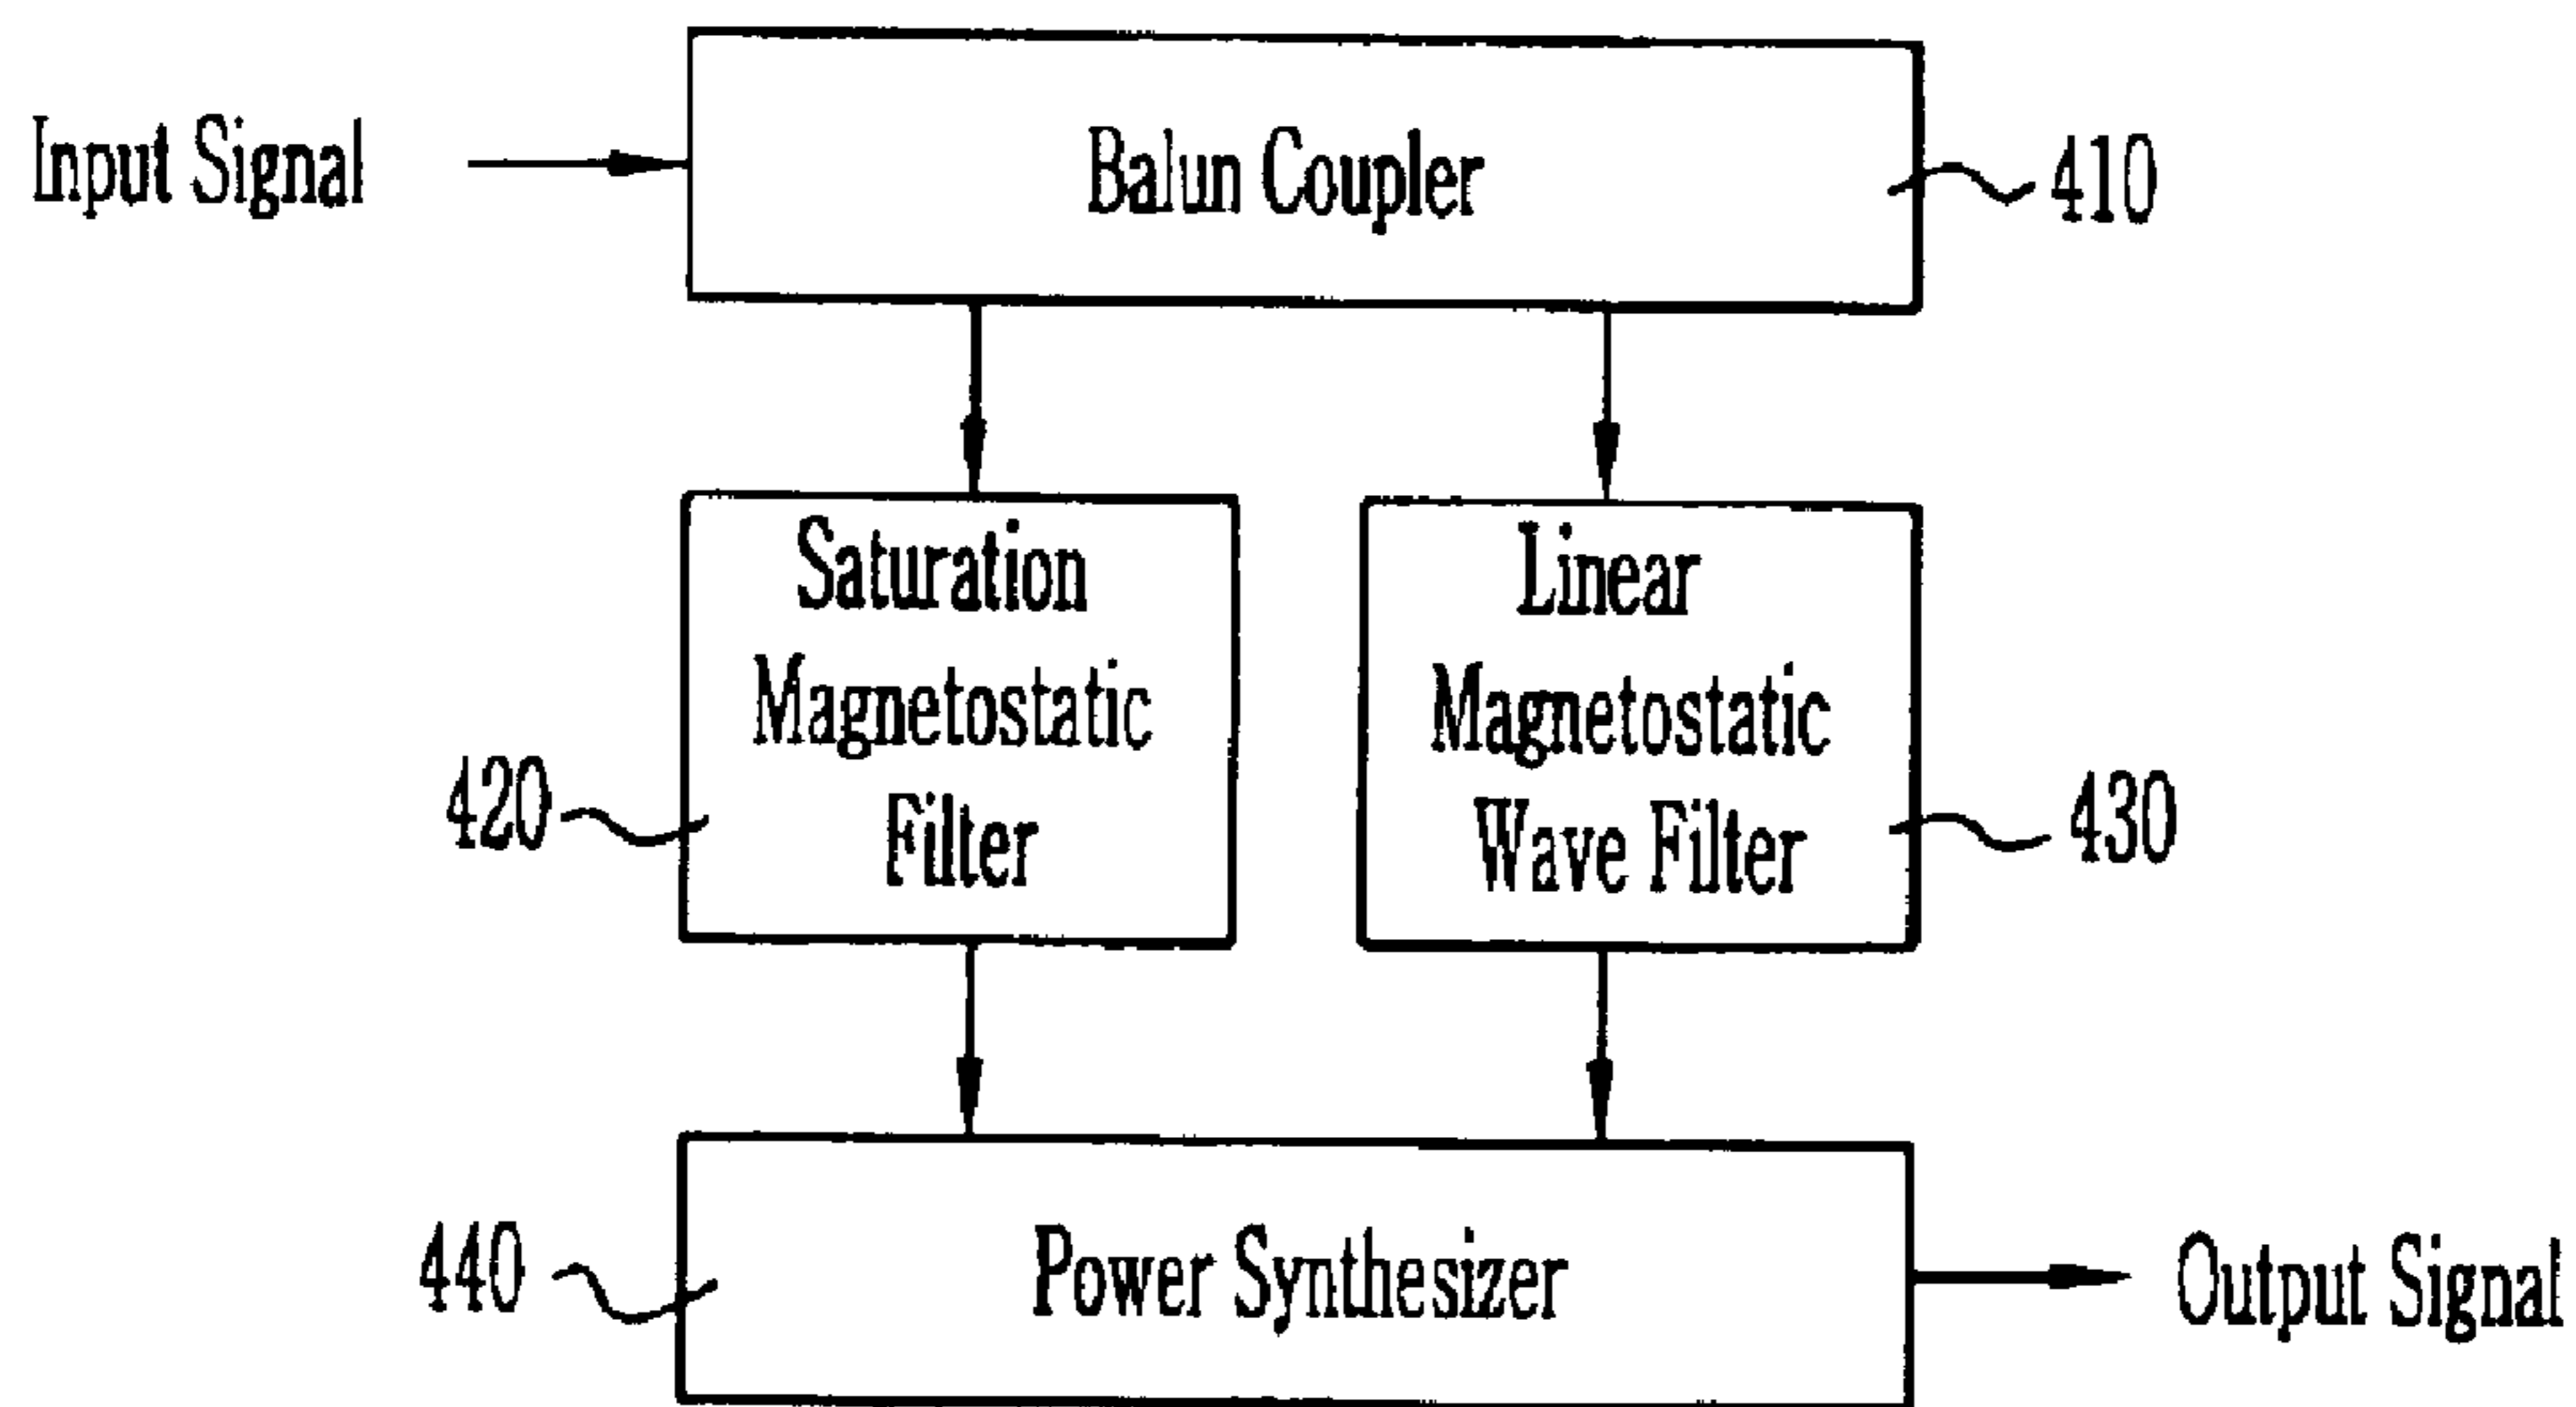 Input Signal
Balun Coupler
410
Saturation
Magnetostatic
Filter
420
Linear
Magnetostatic
Wave Filter
430
440
Power Synthesizer
Output Signal